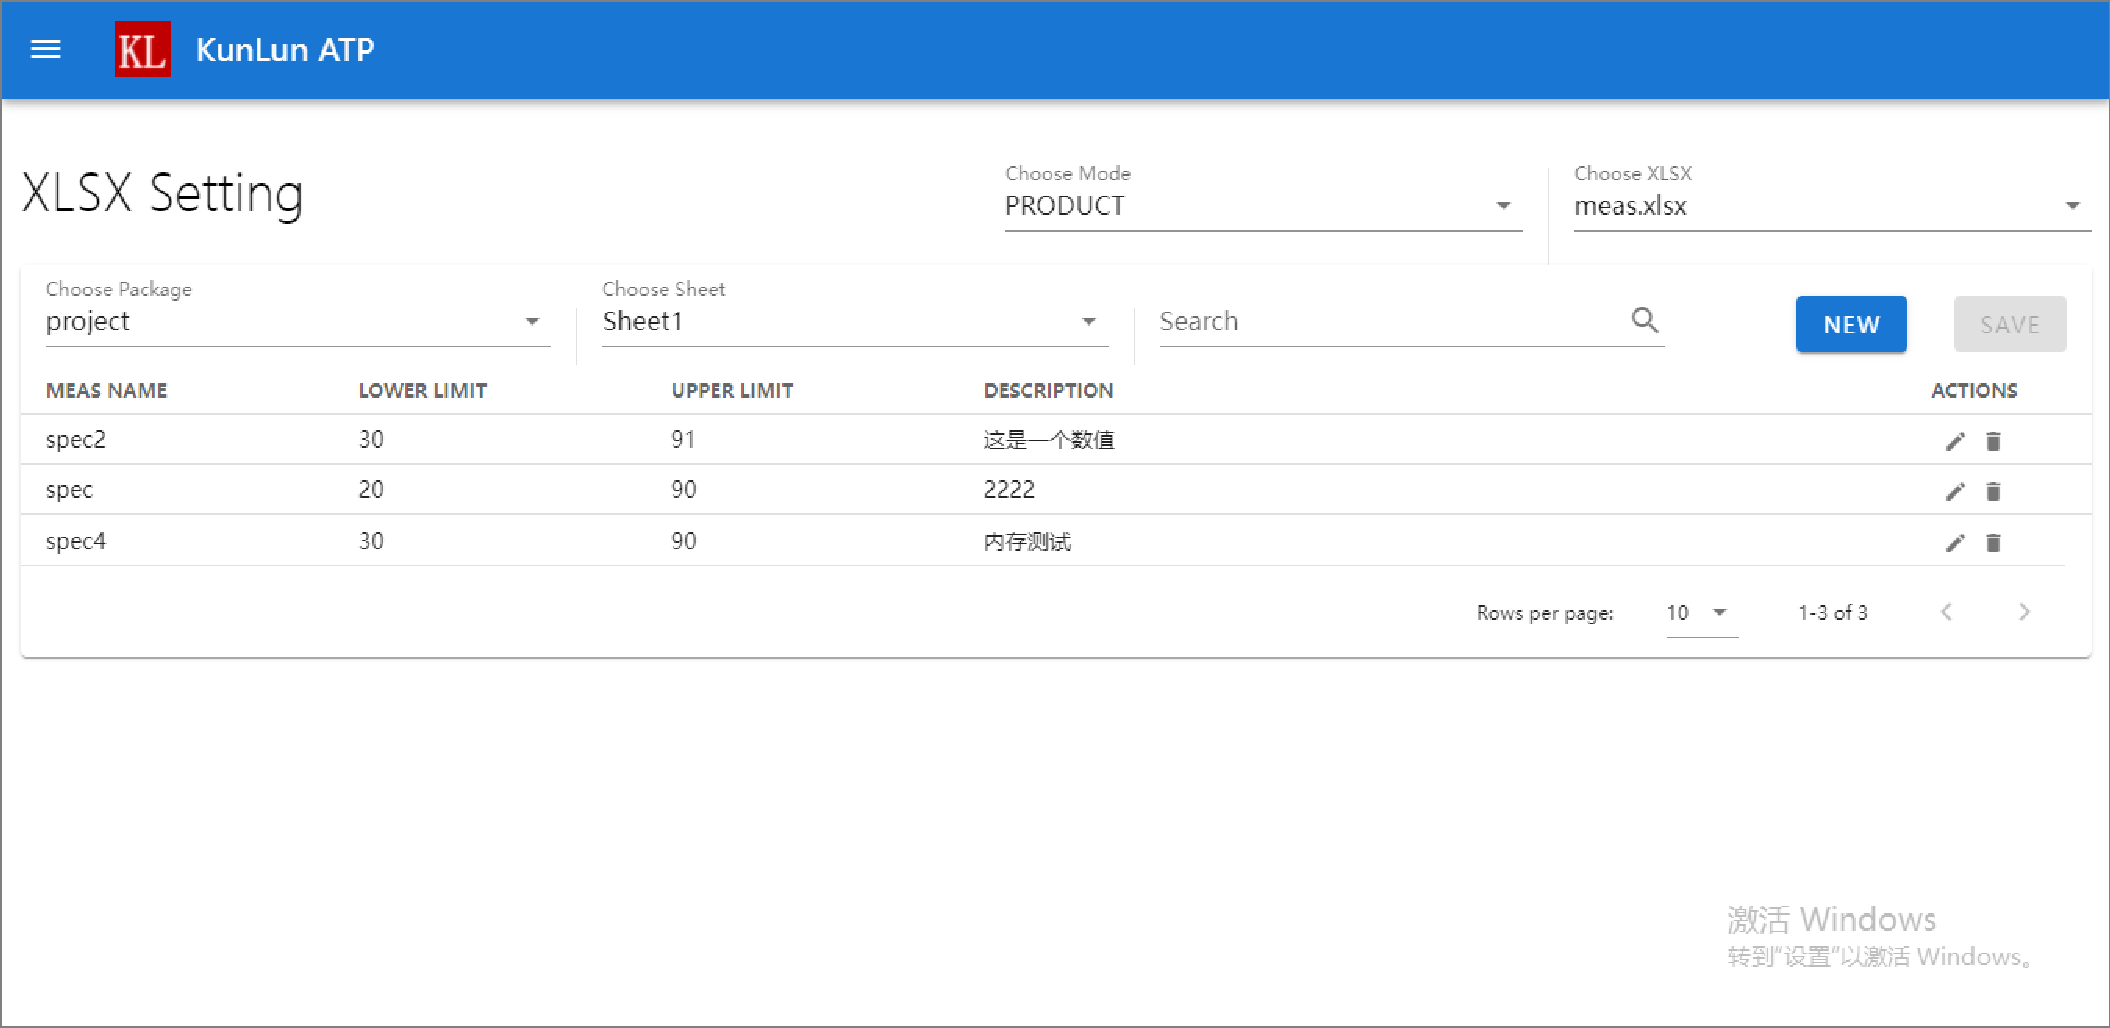 KL KunLun ATP
XLSX Setting
Choose Mode
PRODUCT
Choose XLSX
meas.xlsx
Choose Package
project
Choose Sheet
Sheet1
Search
NEW
SAVE
MEAS NAME LOWER LIMIT UPPER LIMIT DESCRIPTION ACTIONS
spec2 30 91 这是一个数值
spec 20 90 2222
spec4 30 90 内存测试
Rows per page: 10 1-3 of 3
激活 Windows
转到“设置”以激活 Windows。